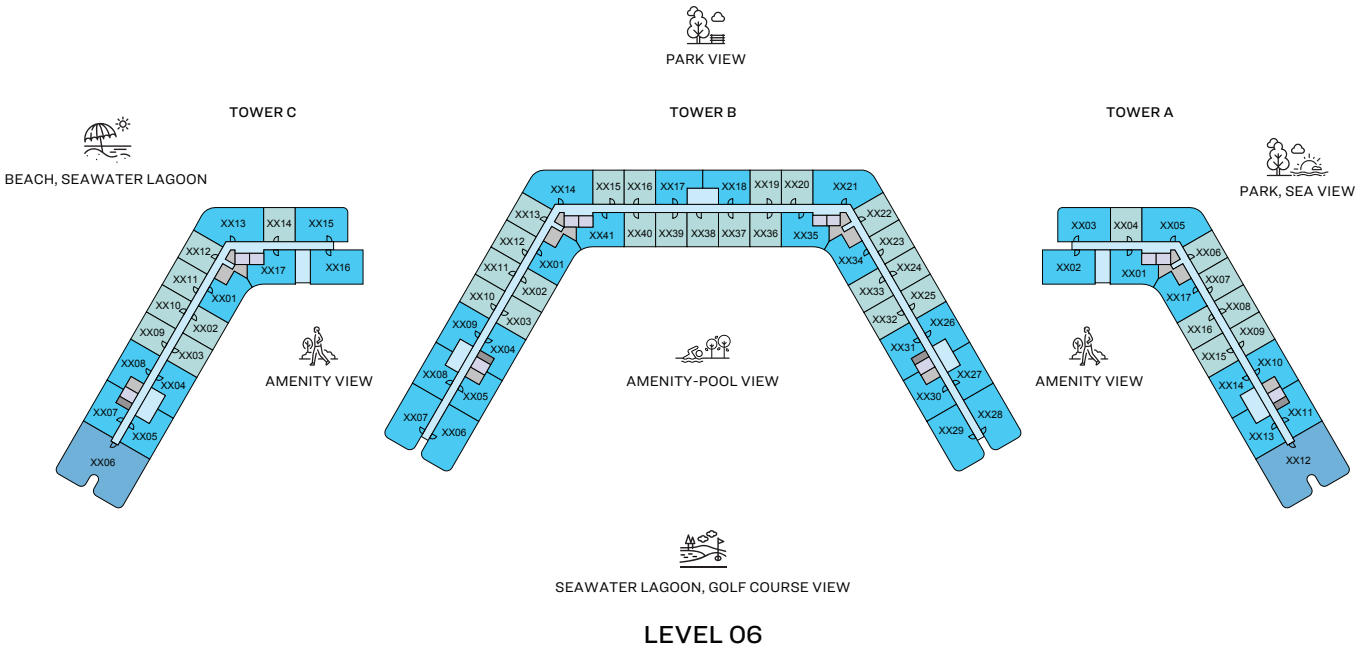 PARK VIEW
TOWER C
TOWER B
TOWER A
BEACH, SEAWATER LAGOON
PARK, SEA VIEW
XX13
XX14
XX15
XX12
XX11
XX10
XX09
XX08
XX07
XX06
XX17
XX16
XX01
XX02
XX03
XX04
XX05
XX14
XX15
XX16
XX17
XX18
XX19
XX20
XX21
XX13
XX12
XX11
XX10
XX09
XX08
XX07
XX06
XX41
XX40
XX39
XX38
XX37
XX36
XX35
XX01
XX02
XX03
XX04
XX05
XX22
XX23
XX24
XX25
XX26
XX27
XX28
XX34
XX33
XX32
XX31
XX30
XX29
XX03
XX04
XX05
XX02
XX01
XX06
XX07
XX08
XX09
XX10
XX11
XX12
XX17
XX16
XX15
XX14
XX13
AMENITY VIEW
AMENITY-POOL VIEW
AMENITY VIEW
SEAWATER LAGOON, GOLF COURSE VIEW
LEVEL 06